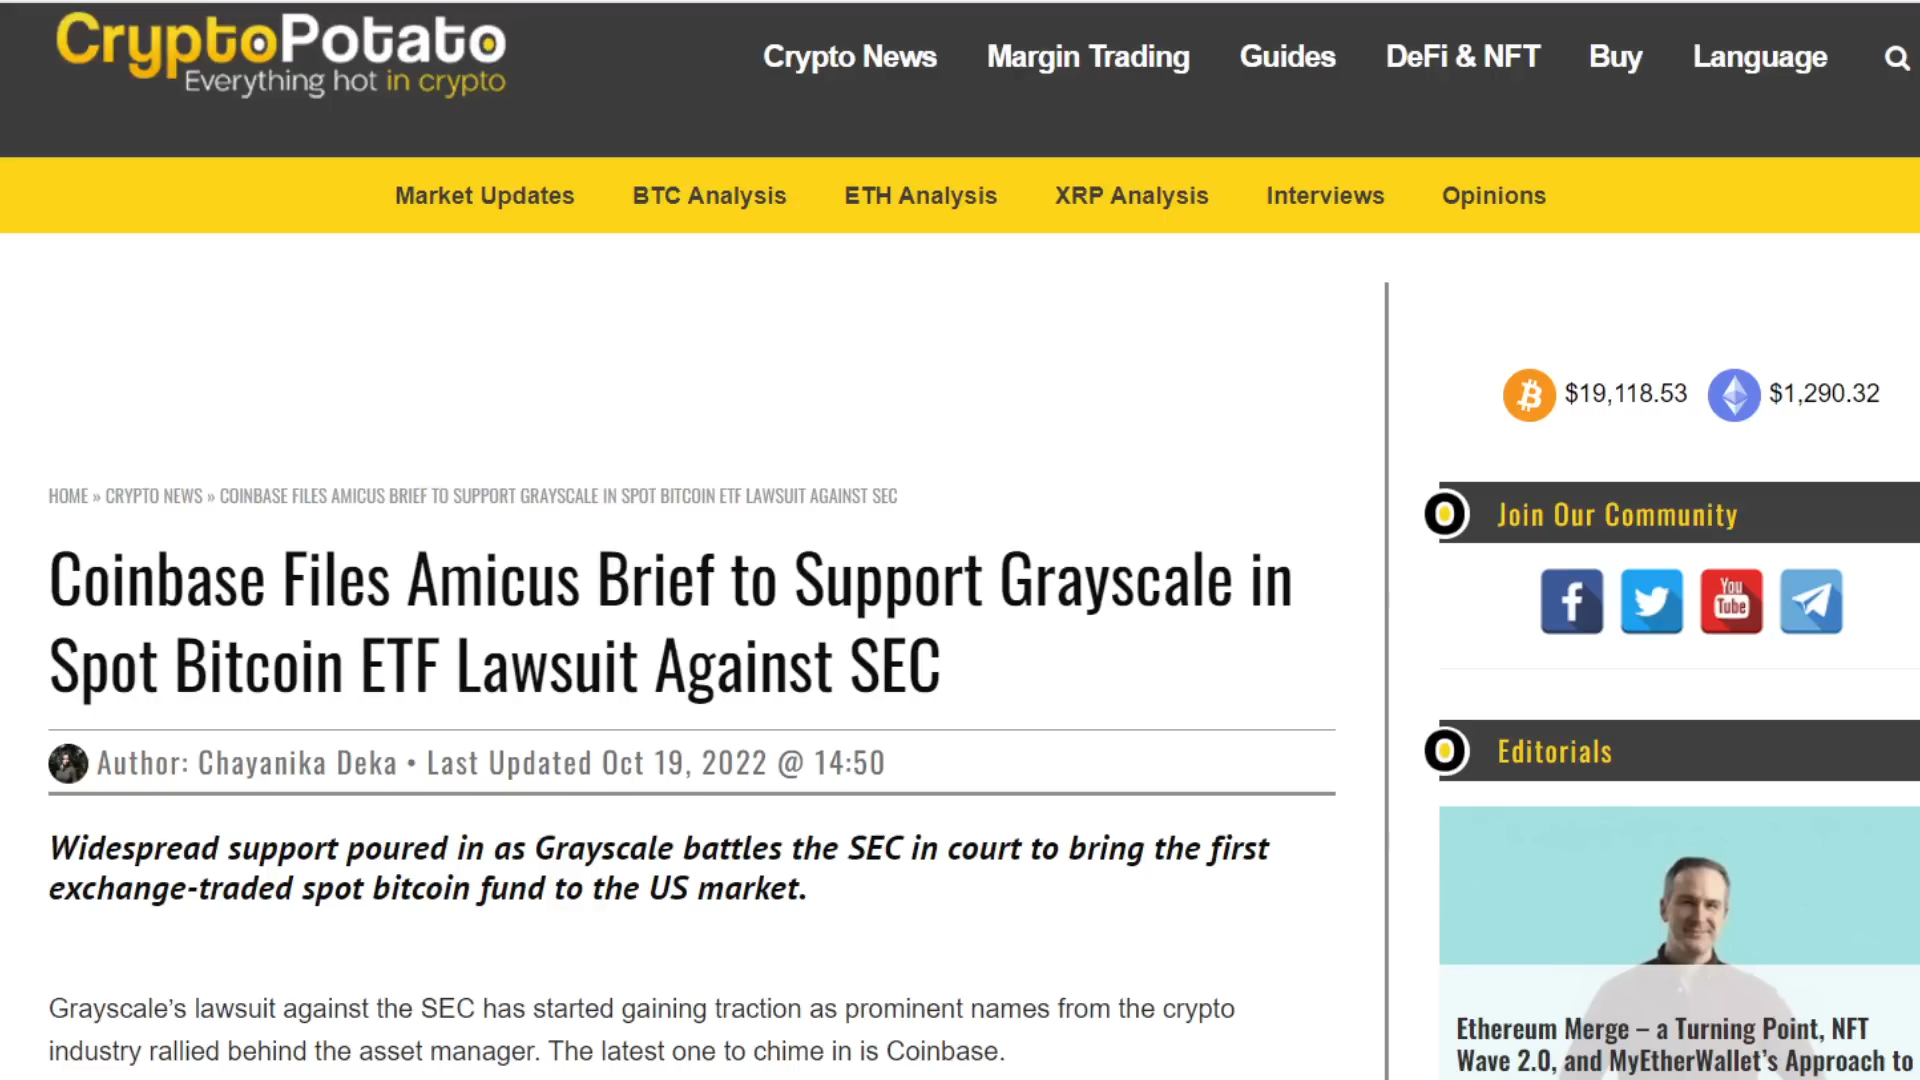 CryptoPotato
Everything hot in crypto
Crypto News
Margin Trading
Guides
DeFi & NFT
Buy
Language
Market Updates
BTC Analysis
ETH Analysis
XRP Analysis
Interviews
Opinions
$19,118.53
$1,290.32
HOME » CRYPTO NEWS » COINBASE FILES AMICUS BRIEF TO SUPPORT GRAYSCALE IN SPOT BITCOIN ETF LAWSUIT AGAINST SEC
Coinbase Files Amicus Brief to Support Grayscale in
Spot Bitcoin ETF Lawsuit Against SEC
Author: Chayanika Deka • Last Updated Oct 19, 2022 @ 14:50
Widespread support poured in as Grayscale battles the SEC in court to bring the first
exchange-traded spot bitcoin fund to the US market.
Grayscale’s lawsuit against the SEC has started gaining traction as prominent names from the crypto
industry rallied behind the asset manager. The latest one to chime in is Coinbase.
Join Our Community
You
Tube
Editorials
Ethereum Merge – a Turning Point, NFT
Wave 2.0, and MyEtherWallet’s Approach to